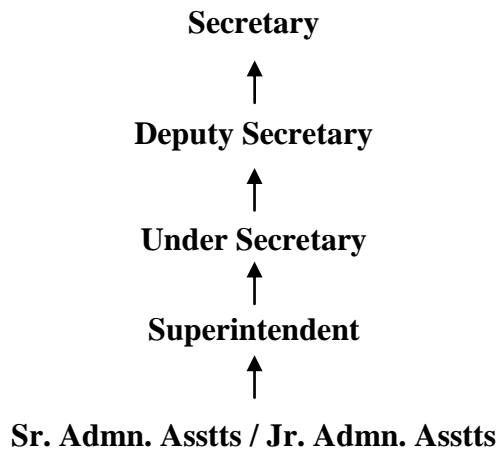 Secretary
Deputy Secretary
Under Secretary
Superintendent
Sr. Admn. Asstts / Jr. Admn. Asstts